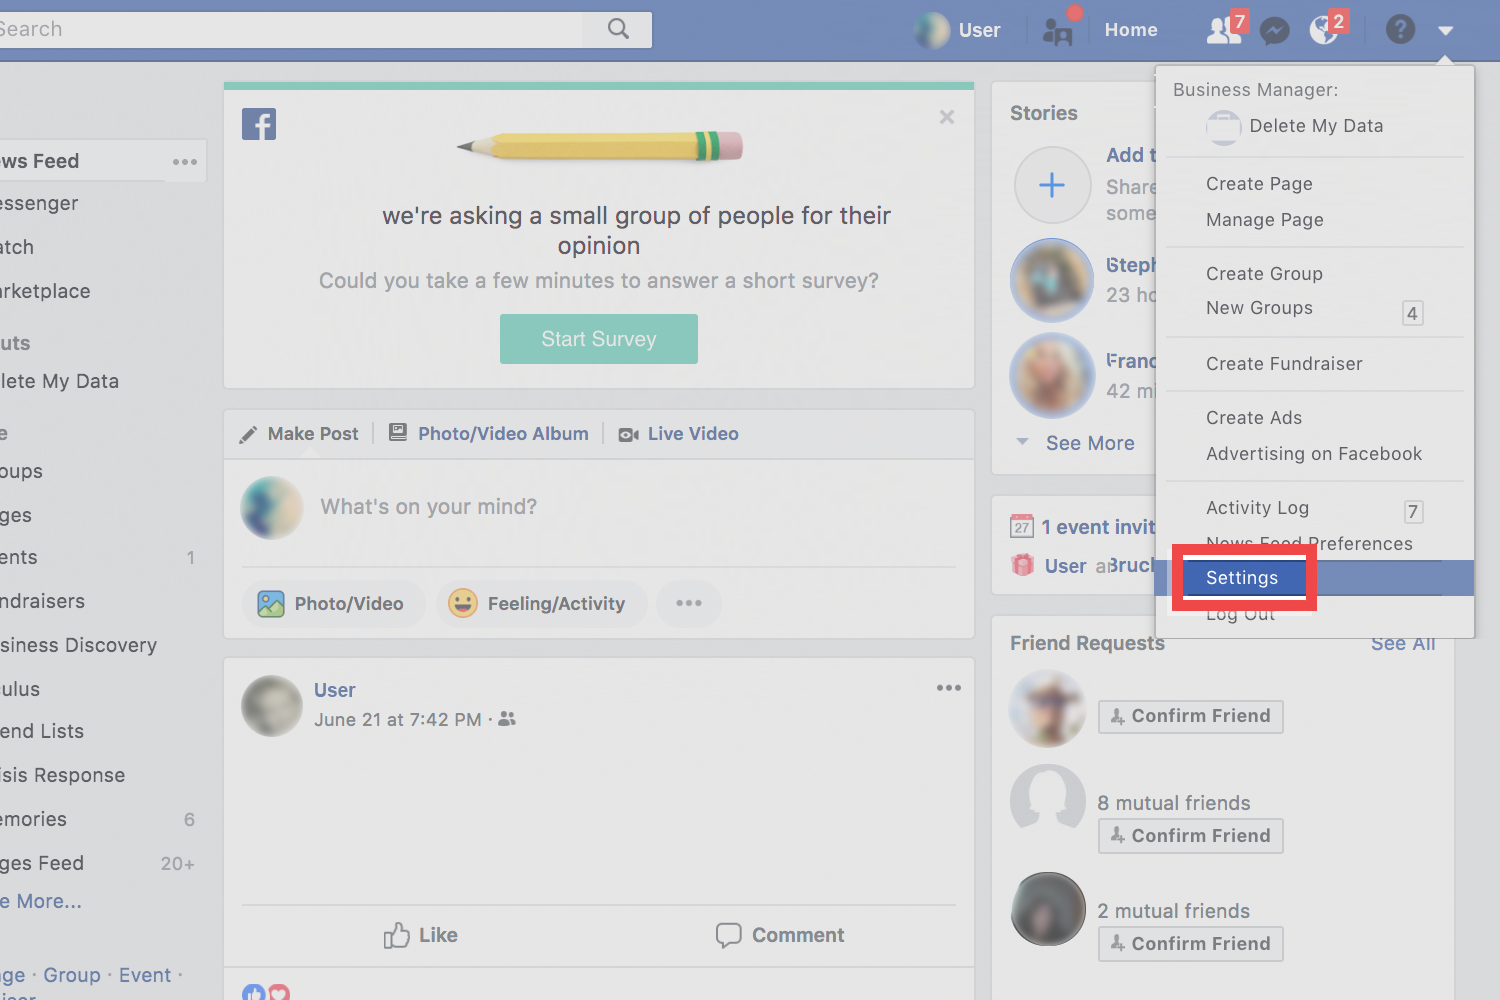 Search
User
Home
7
2
?
ws Feed
essenger
atch
arketplace
uts
lete My Data
e
oups
ges
ents 1
ndraisers
siness Discovery
ulus
end Lists
isis Response
emories 6
ges Feed 20+
e More...
age · Group · Event ·
we're asking a small group of people for their
opinion
Could you take a few minutes to answer a short survey?
Start Survey
Make Post
Photo/Video Album
Live Video
What's on your mind?
Photo/Video
Feeling/Activity
User
June 21 at 7:42 PM ·
Like
Comment
Stories
Add t
Share
some
Steph
23 ho
Franc
42 mi
See More
27
1 event invit
User ar Bruck
Friend Requests
See All
Confirm Friend
8 mutual friends
Confirm Friend
2 mutual friends
Confirm Friend
Business Manager:
Delete My Data
Create Page
Manage Page
Create Group
New Groups 4
Create Fundraiser
Create Ads
Advertising on Facebook
Activity Log 7
News Feed Preferences
Settings
Log Out